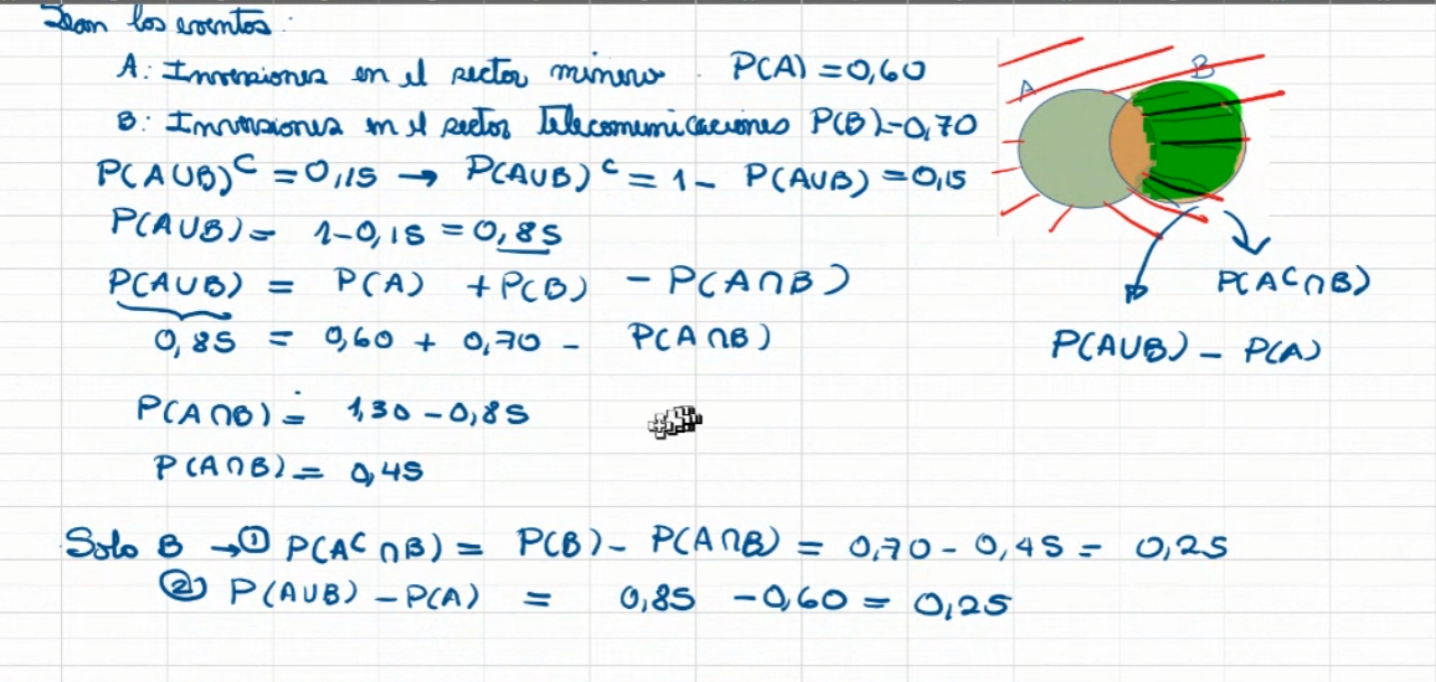 Sean los eventos:
A: Inversiones en el sector minero. P(A) = 0,60
B: Inversiones en el sector Telecomunicaciones P(B) = 0,70
P(A∪B)ᶜ = 0,15 → P(A∪B)ᶜ = 1 - P(A∪B) = 0,15
P(A∪B) = 1-0,15 = 0,85
P(A∪B) = P(A) + P(B) - P(A∩B)
0,85 = 0,60 + 0,70 - P(A∩B)
P(A∩B) = 1,30 - 0,85
P(A∩B) = 0,45
Solo B → ① P(Aᶜ∩B) = P(B) - P(A∩B) = 0,70 - 0,45 = 0,25
② P(A∪B) - P(A) = 0,85 - 0,60 = 0,25
A
B
P(Aᶜ∩B)
P(A∪B) - P(A)